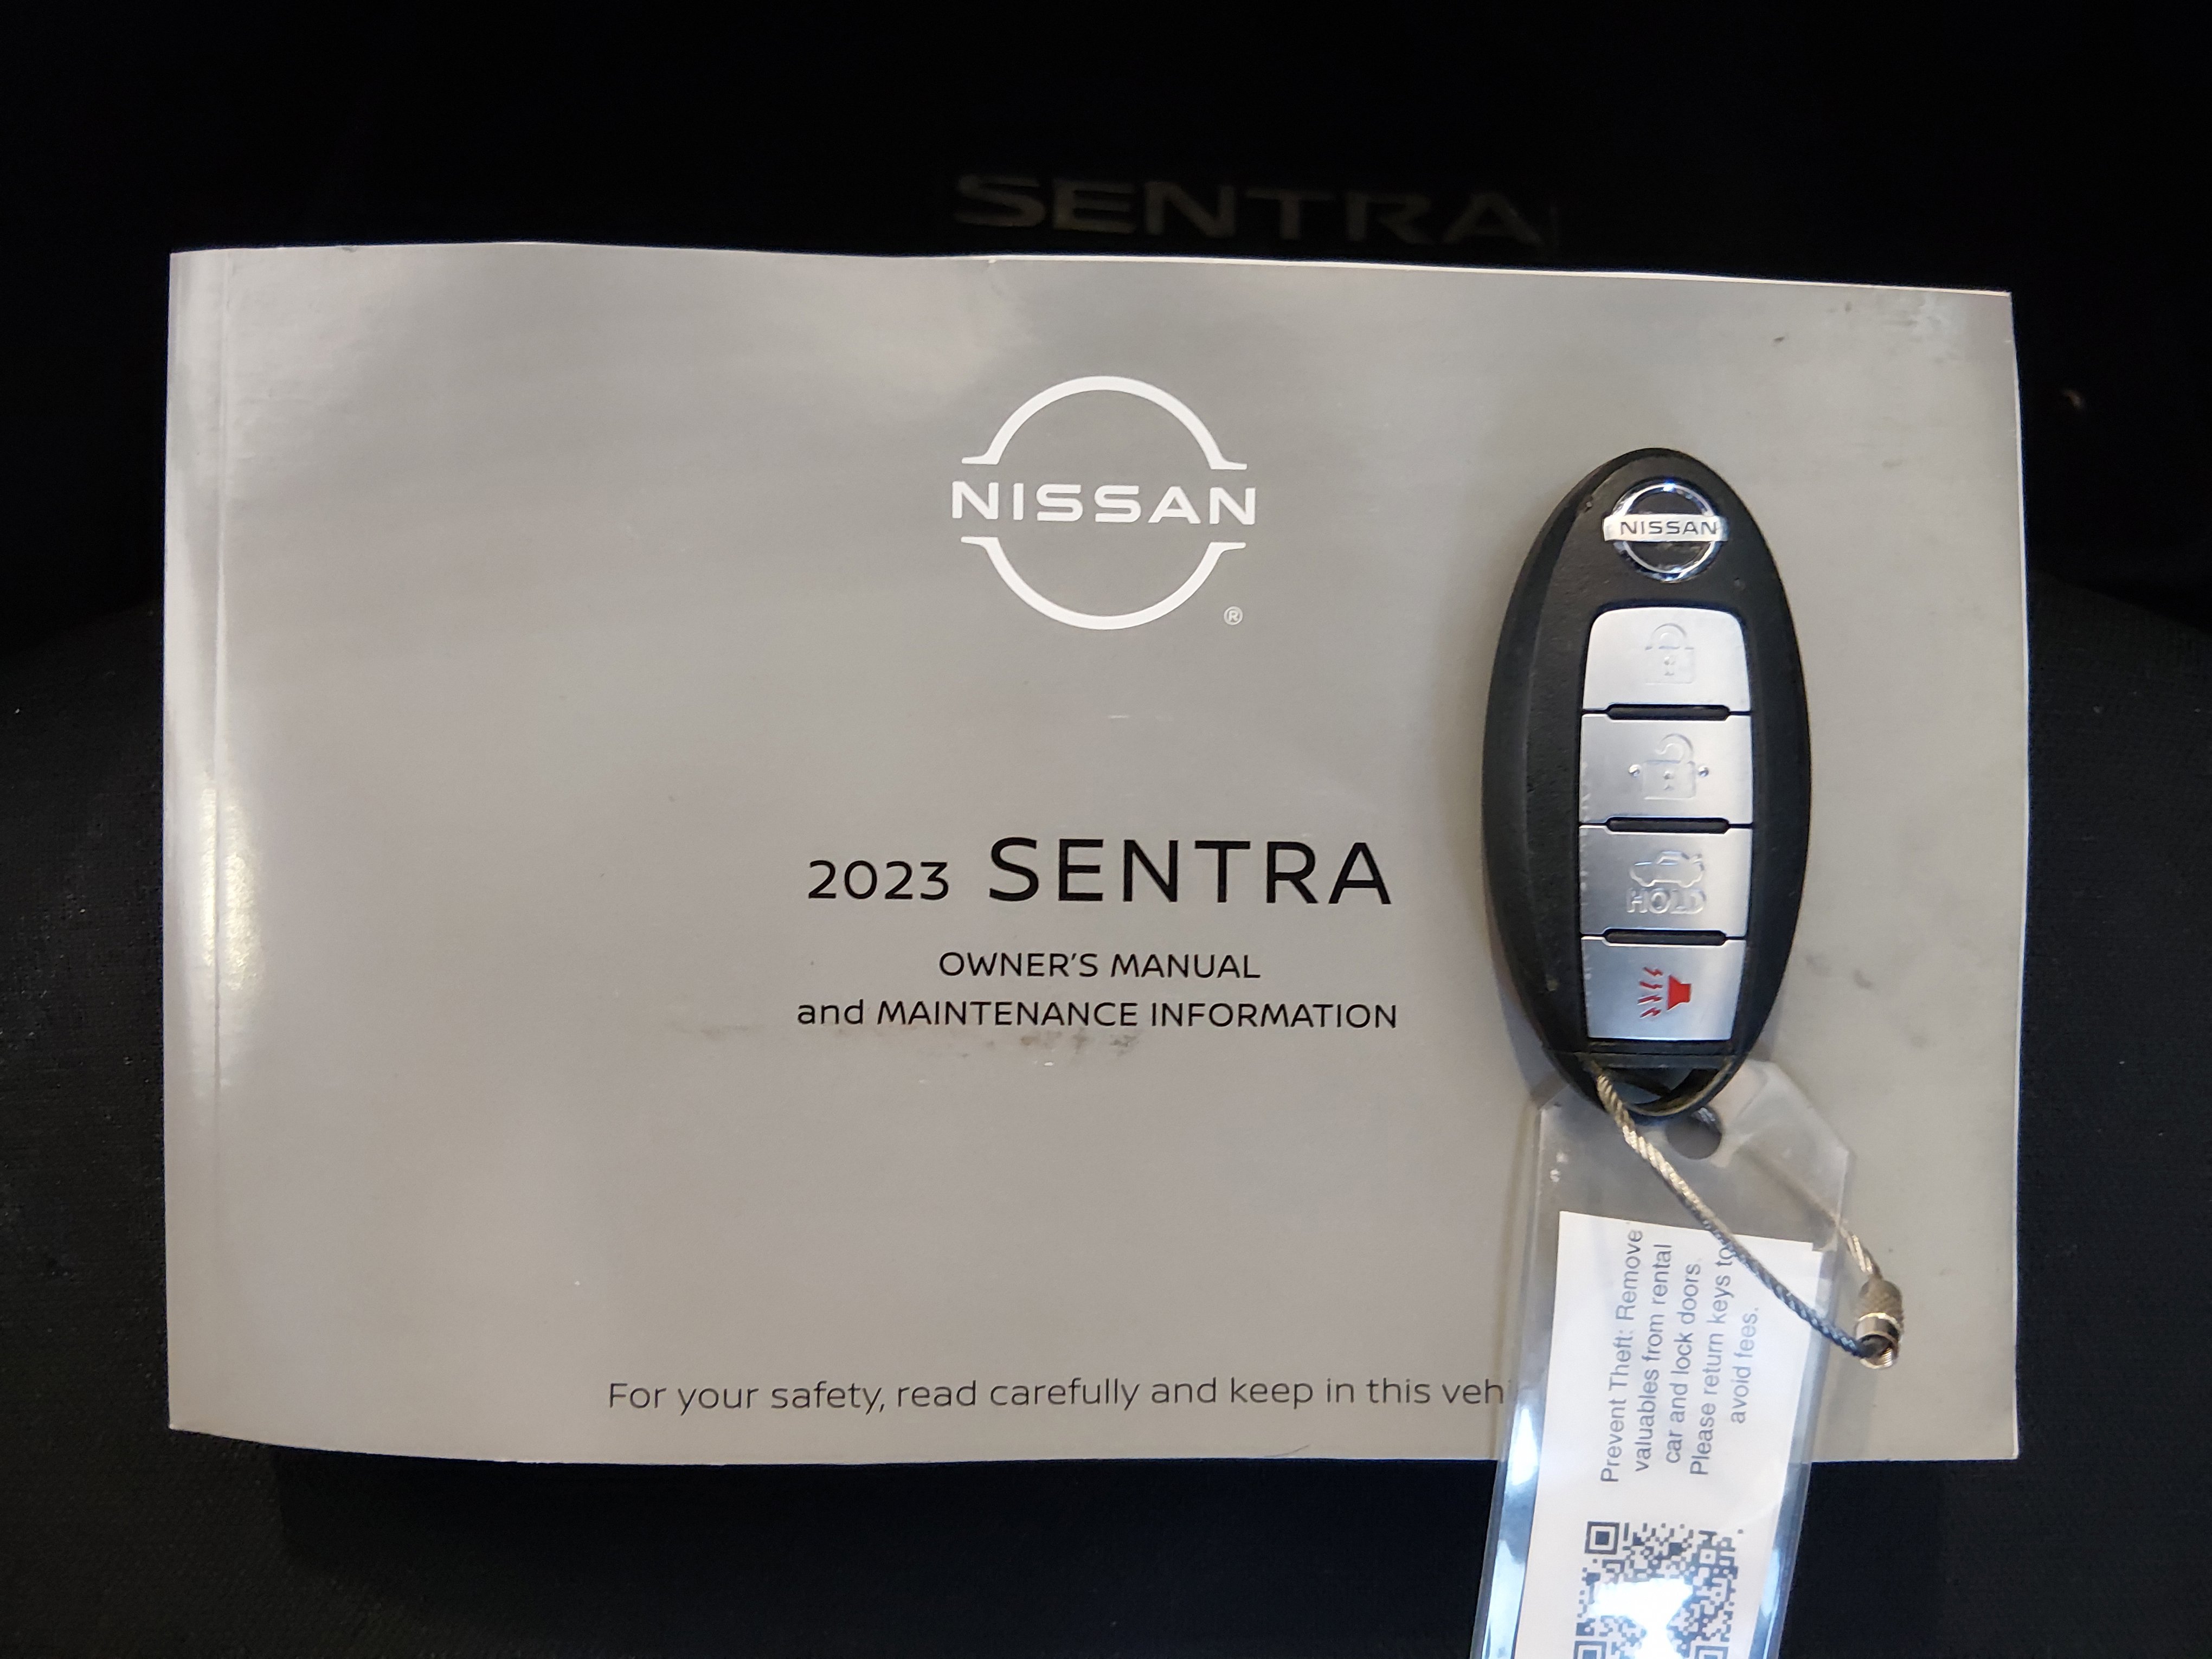 SENTRA
NISSAN
®
NISSAN
2023 SENTRA
HOLD
OWNER'S MANUAL
and MAINTENANCE INFORMATION
For your safety, read carefully and keep in this veh
Prevent Theft: Remove
valuables from rental
car and lock doors.
Please return keys to
avoid fees.